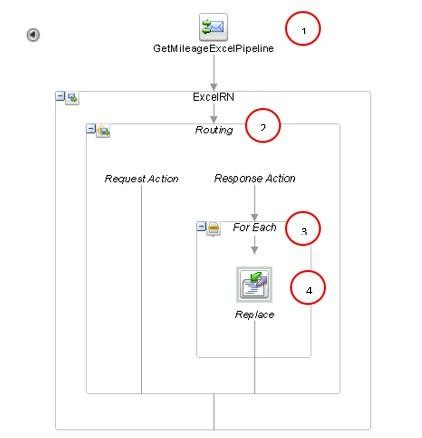 1
GetMileageExcelPipeline
ExcelRN
Routing
2
Request Action
Response Action
For Each
3
4
Replace